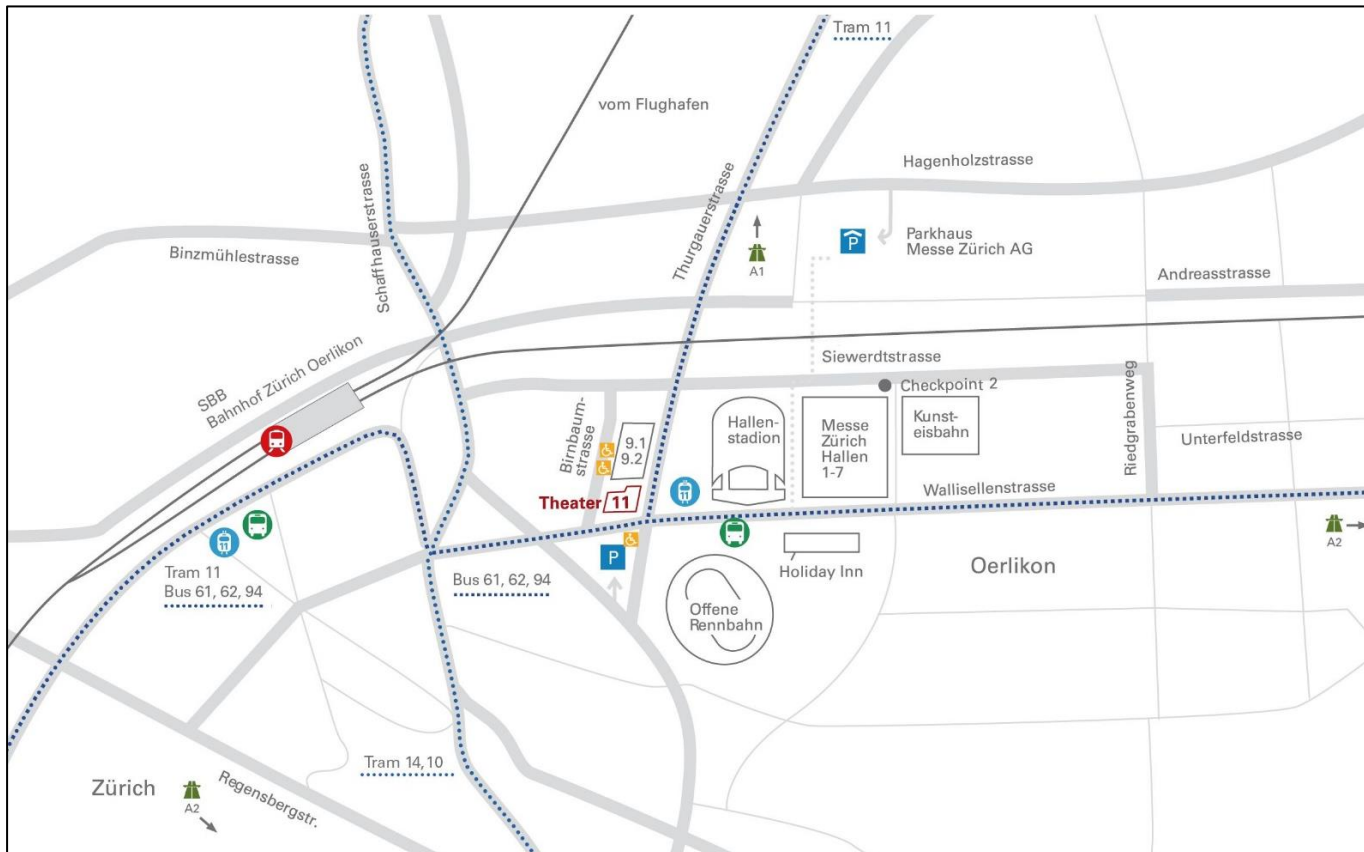 Tram 11
vom Flughafen
Schaffhauserstrasse
Thurgauerstrasse
Hagenholzstrasse
Binzmühlestrasse
A1
P
Parkhaus
Messe Zürich AG
Andreasstrasse
SBB
Bahnhof Zürich Oerlikon
Siewerdtstrasse
Checkpoint 2
Birnbaum-
strasse
9.1
9.2
Hallen-
stadion
Messe
Zürich
Hallen
1-7
Kunst-
eisbahn
Riedgrabenweg
Unterfeldstrasse
Theater 11
11
Wallisellenstrasse
A2
11
Tram 11
Bus 61, 62, 94
Bus 61, 62, 94
P
Holiday Inn
Oerlikon
Offene
Rennbahn
Tram 14, 10
Zürich
A2
Regensbergstr.